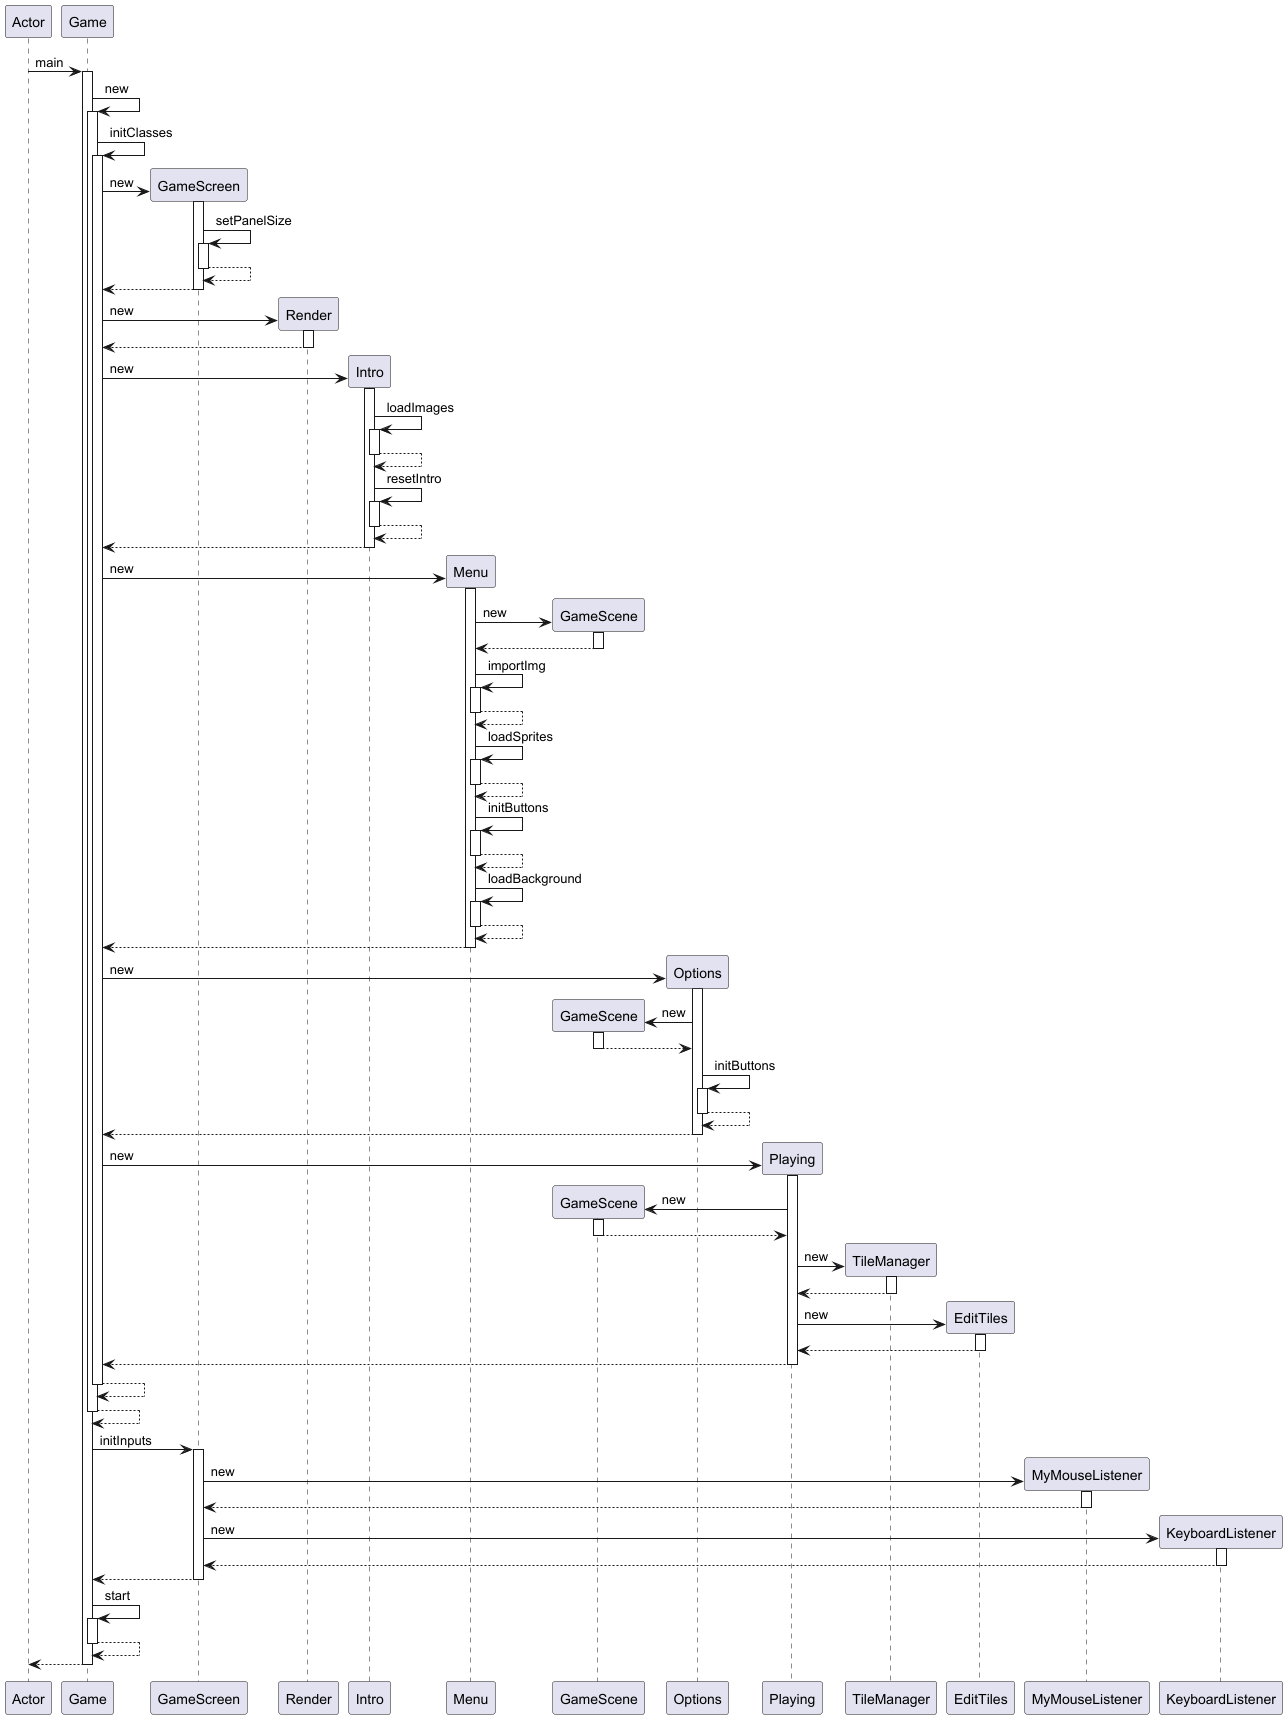 Actor Game
main
new
initClasses
new GameScreen
setPanelSize
new Render
new Intro
loadImages
resetIntro
new Menu
new GameScene
importImg
loadSprites
initButtons
loadBackground
new Options
GameScene new
initButtons
new Playing
GameScene new
new TileManager
new EditTiles
initInputs
new MyMouseListener
new KeyboardListener
start
Actor Game GameScreen Render Intro Menu GameScene Options Playing TileManager EditTiles MyMouseListener KeyboardListener